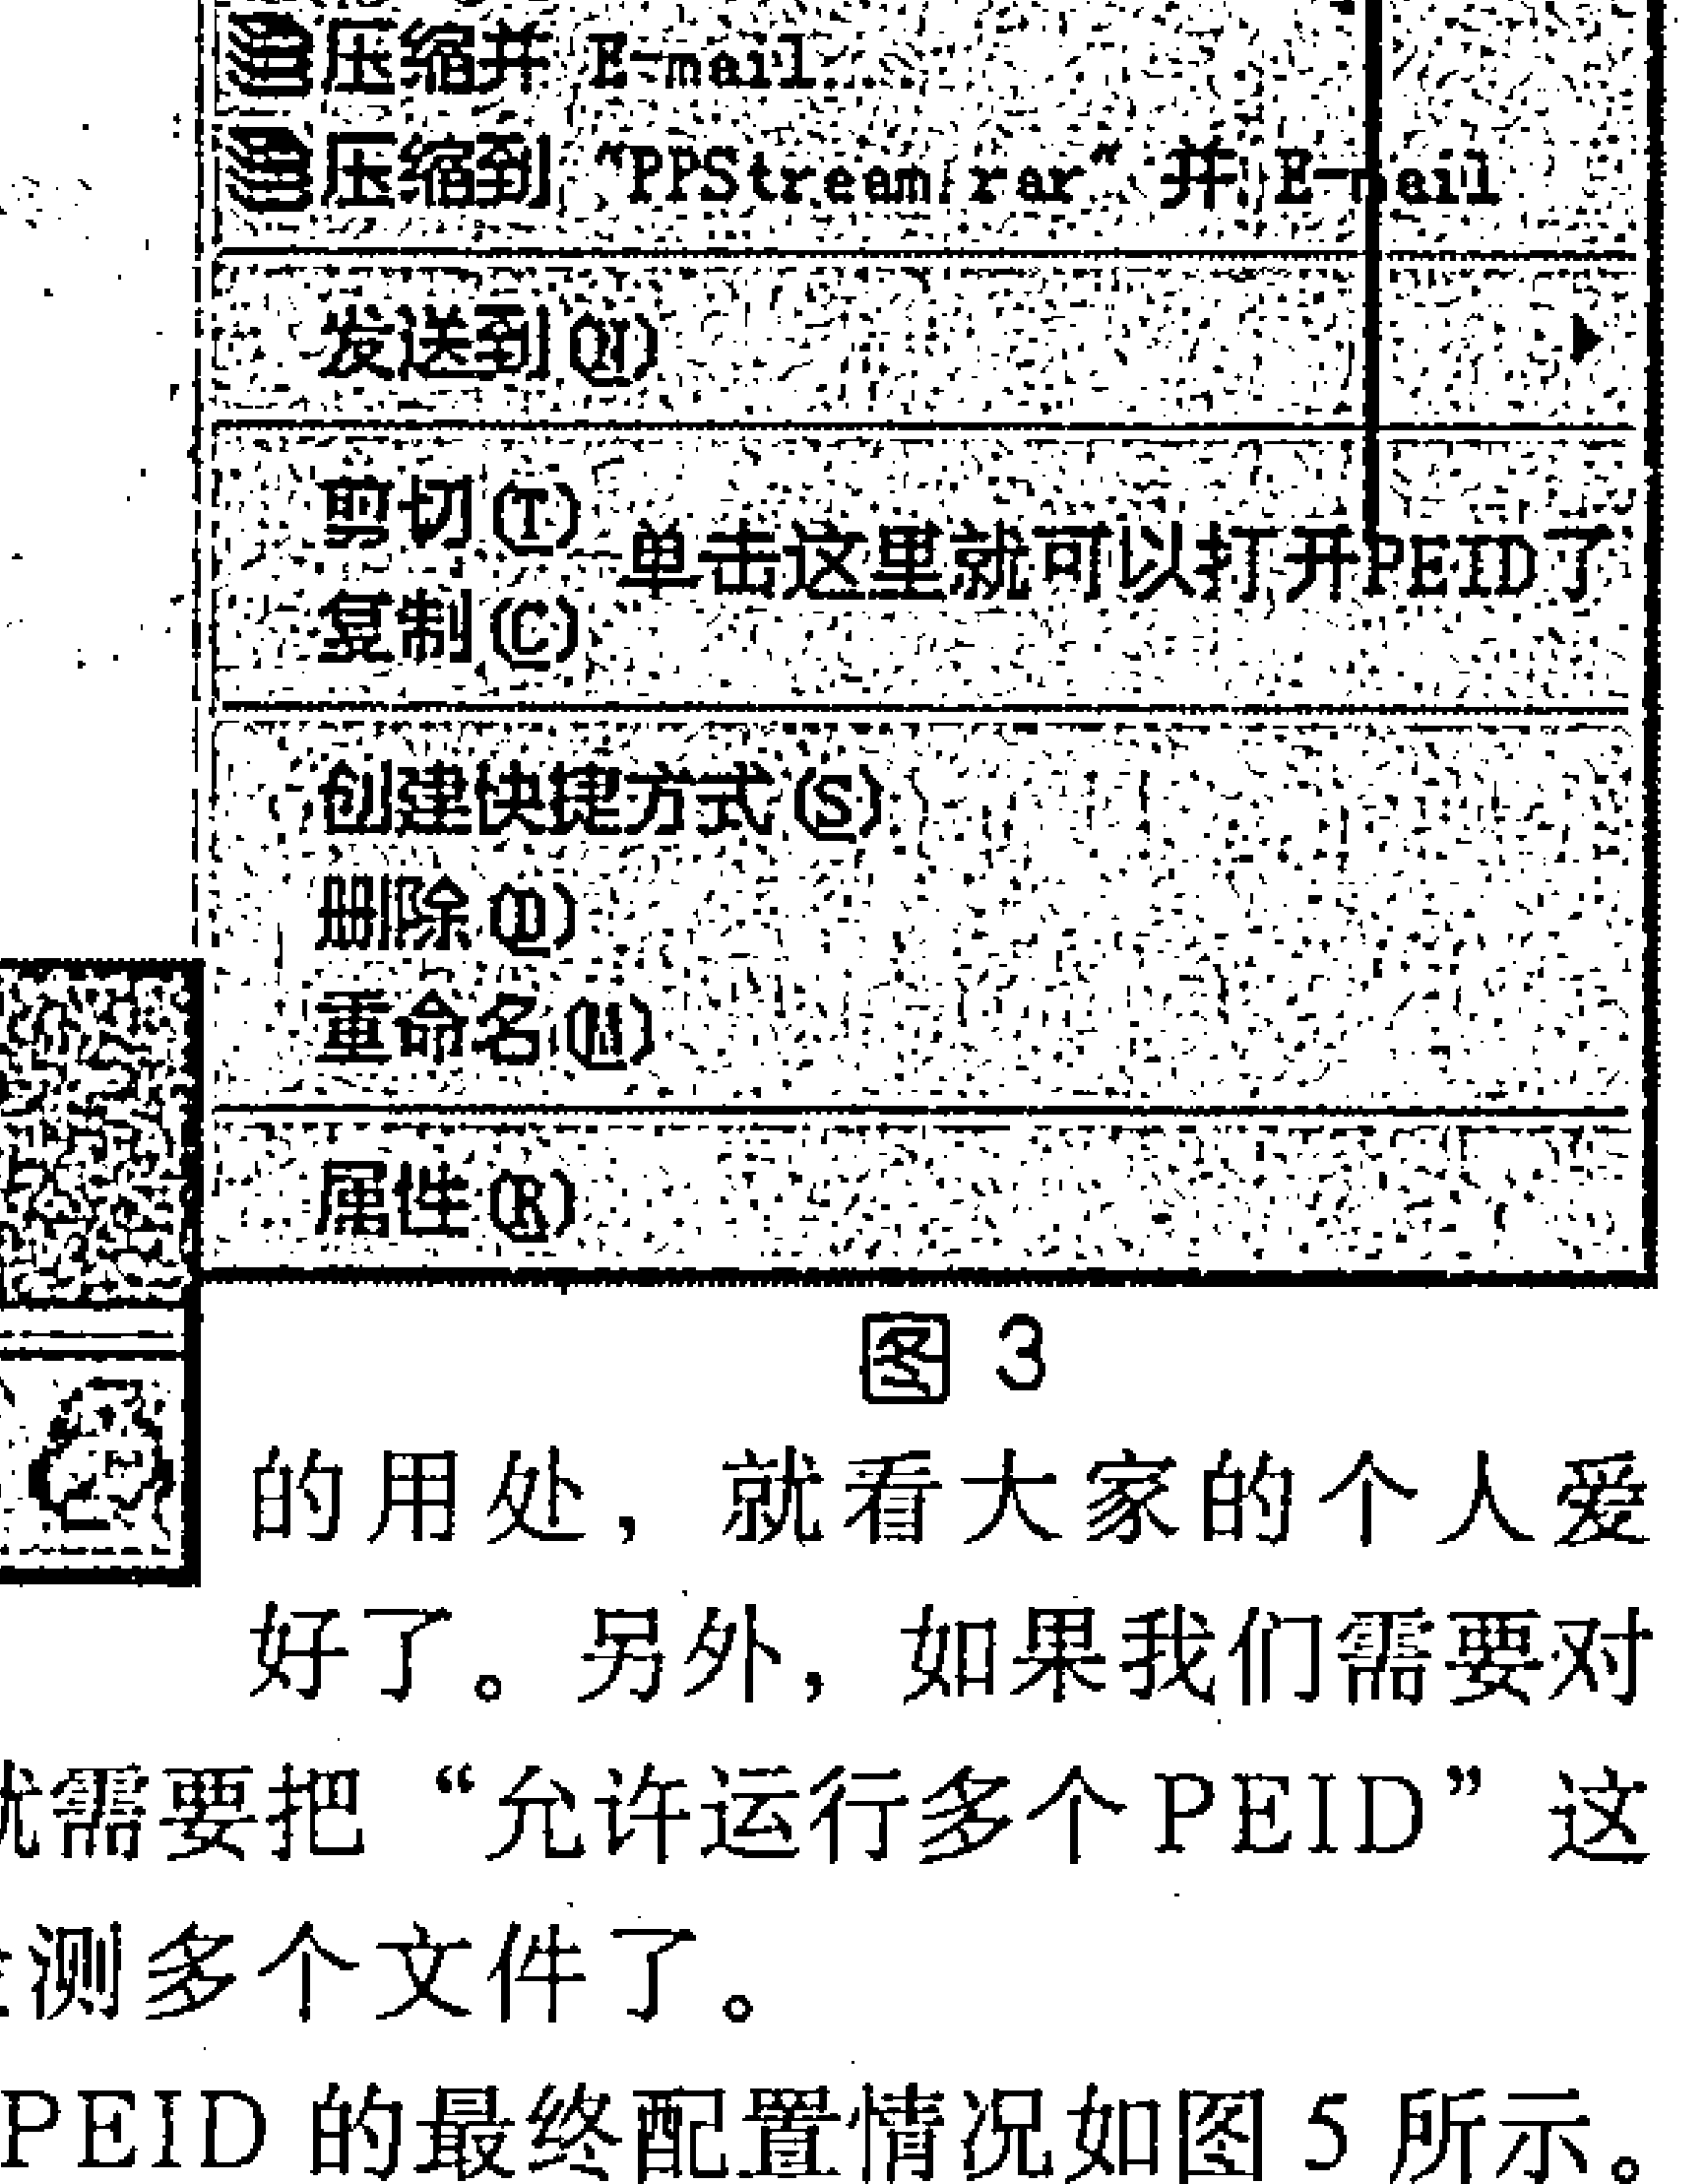 压缩并 E-mail...
压缩到 "PPStream.rar" 并 E-mail
发送到(N)
剪切(T)
单击这里就可以打开PEID了
复制(C)
创建快捷方式(S)
删除(D)
重命名(M)
属性(R)
图 3
的用处，就看大家的个人爱
好了。另外，如果我们需要对
就需要把“允许运行多个PEID”这
测多个文件了。
PEID 的最终配置情况如图 5 所示。